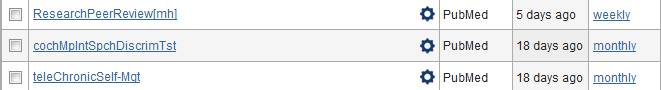 ResearchPeerReview[mh] PubMed 5 days ago weekly
cochMplntSpchDiscrimTst PubMed 18 days ago monthly
teleChronicSelf-Mgt PubMed 18 days ago monthly